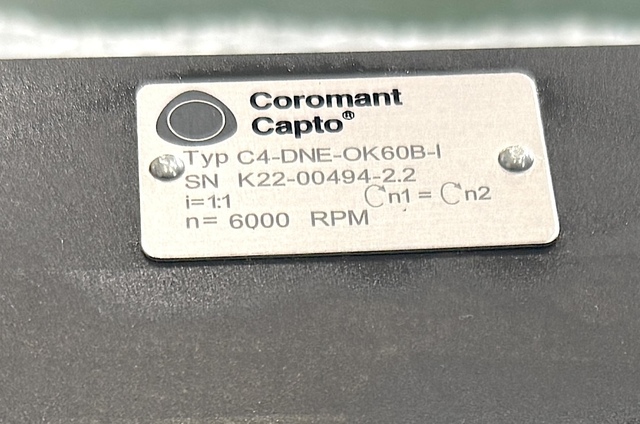 Coromant
Capto®
Typ C4-DNE-OK60B-I
SN K22-00494-2.2
i=1:1 n1 = n2
n= 6000 RPM